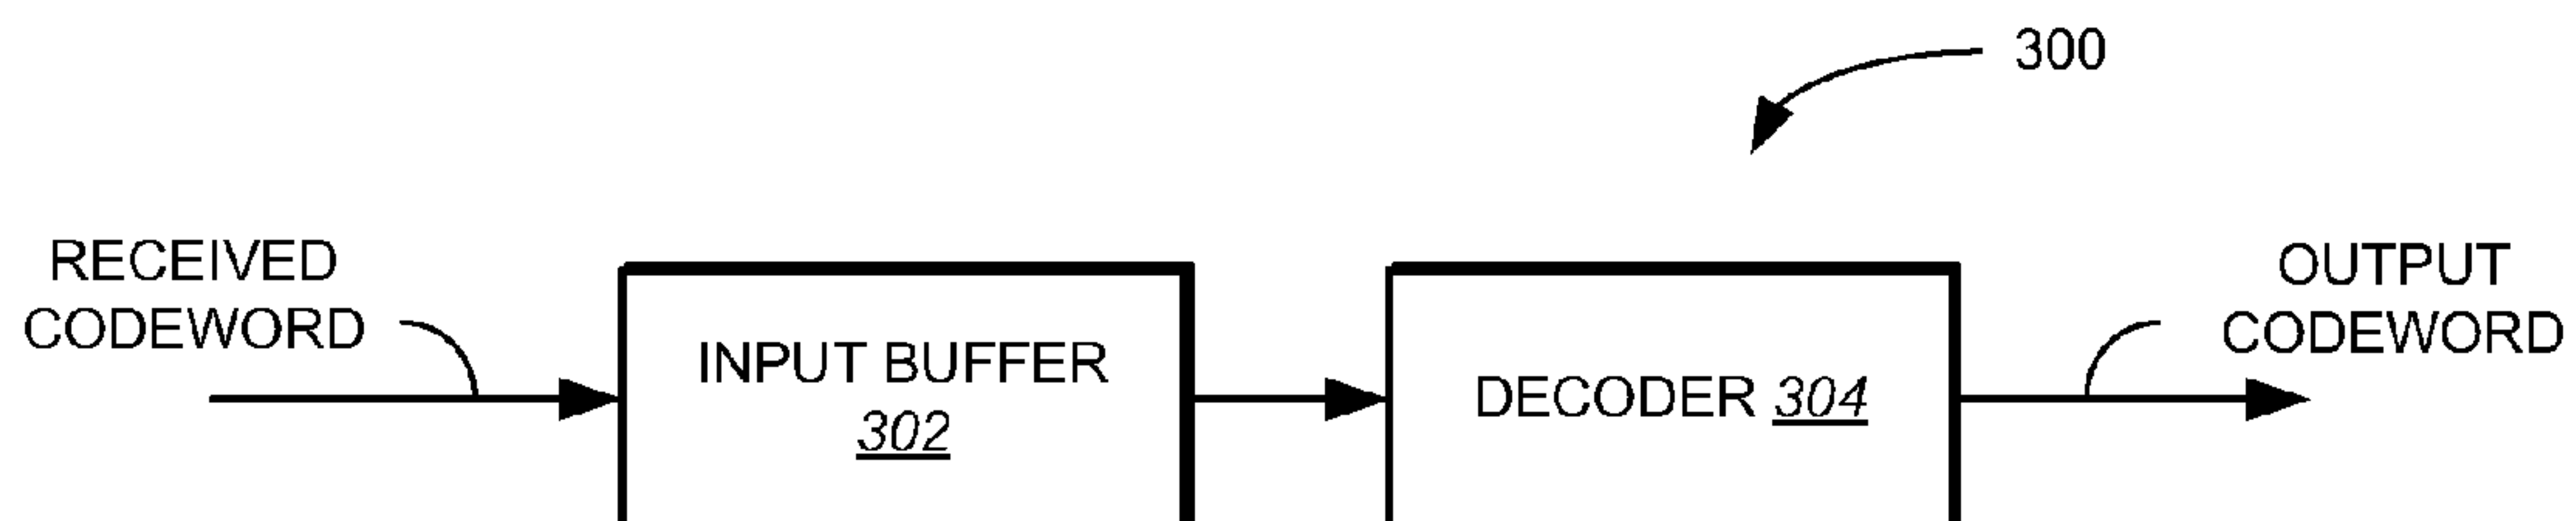 300
RECEIVED
CODEWORD
INPUT BUFFER
302
DECODER 304
OUTPUT
CODEWORD